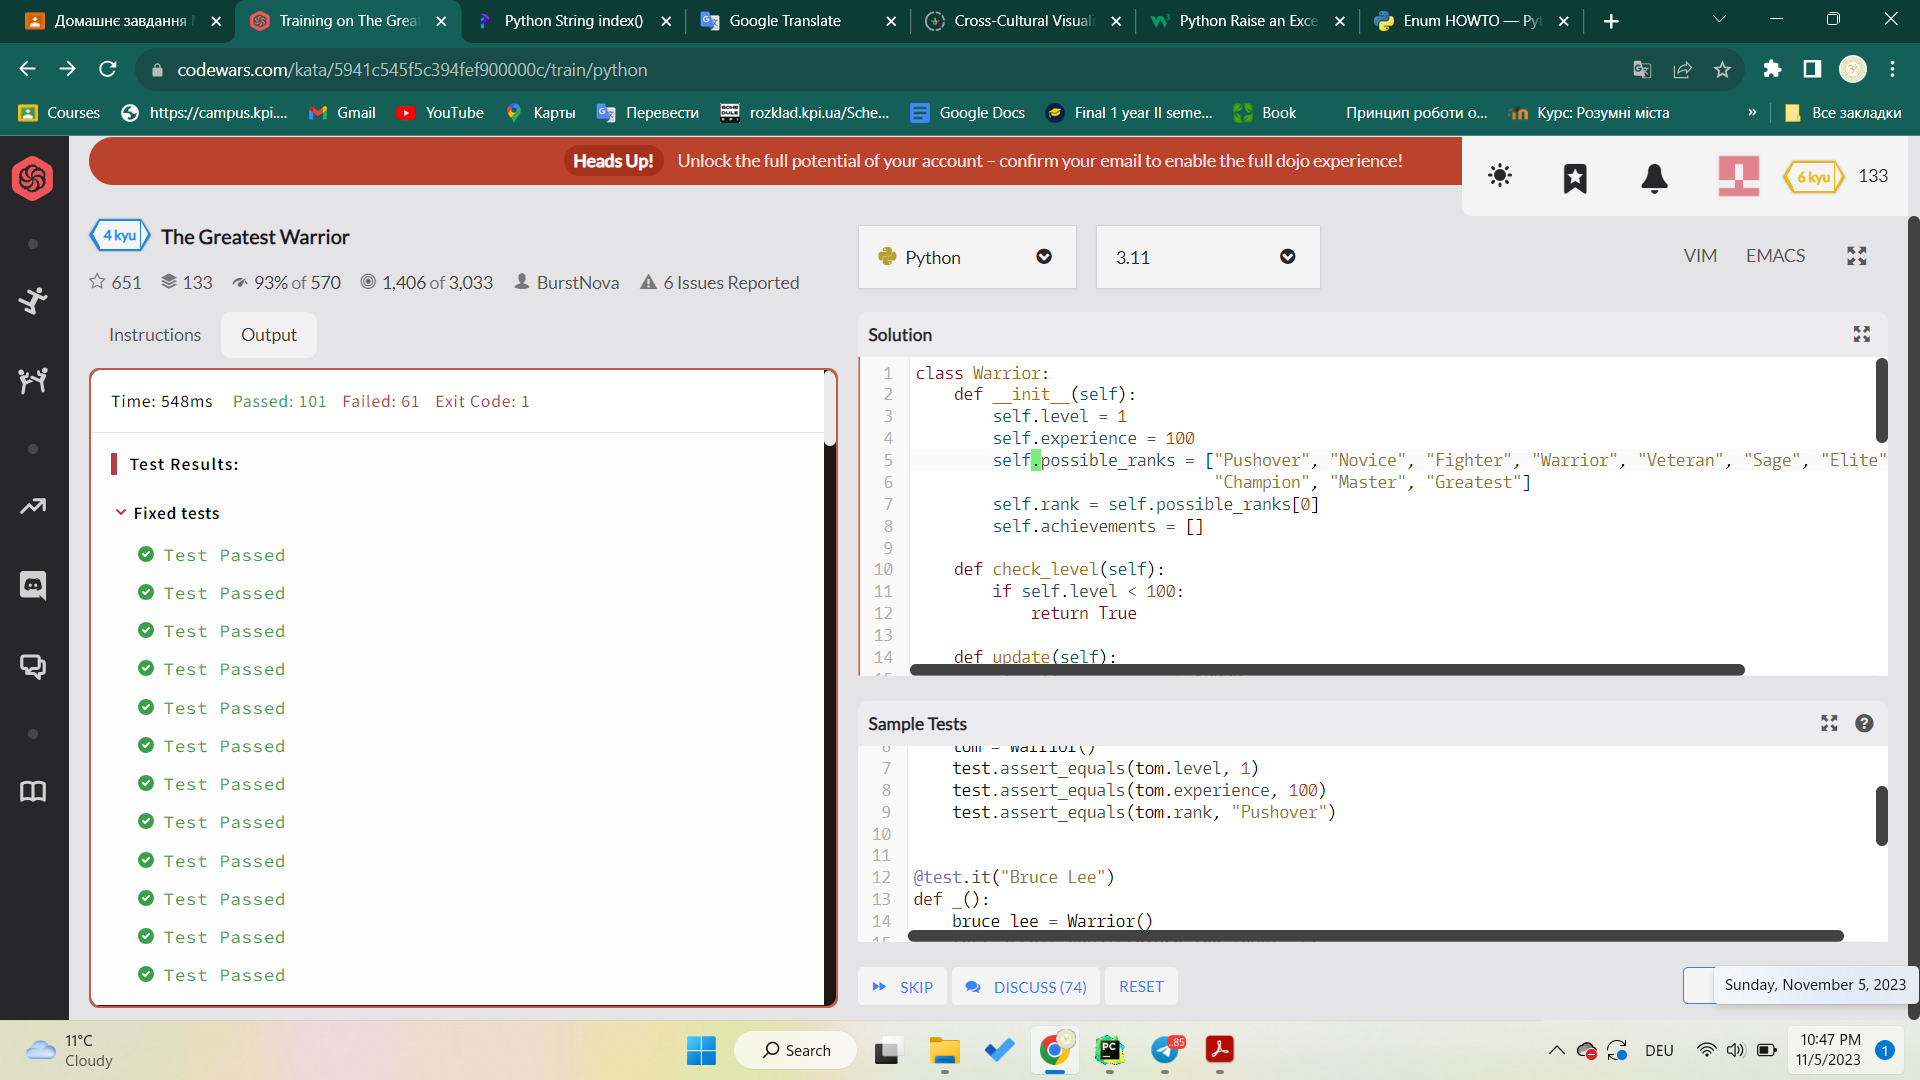 Домашнє завдання
Training on The Grea
Python String index()
Google Translate
Cross-Cultural Visuali
Python Raise an Exce
Enum HOWTO — Pyt
codewars.com/kata/5941c545f5c394fef900000c/train/python
Courses
https://campus.kpi....
Gmail
YouTube
Карты
Перевести
rozklad.kpi.ua/Sche...
Google Docs
Final 1 year II seme...
Book
Принцип роботи о...
Курс: Розумні міста
»
Все закладки
Heads Up! Unlock the full potential of your account – confirm your email to enable the full dojo experience!
6 kyu 133
4 kyu The Greatest Warrior
651 133 93% of 570 1,406 of 3,033 BurstNova 6 Issues Reported
Python
3.11
VIM EMACS
Instructions Output
Time: 548ms Passed: 101 Failed: 61 Exit Code: 1
Test Results:
Fixed tests
Test Passed
Test Passed
Test Passed
Test Passed
Test Passed
Test Passed
Test Passed
Test Passed
Test Passed
Test Passed
Test Passed
Test Passed
Solution
1 class Warrior:
2 def __init__(self):
3 self.level = 1
4 self.experience = 100
5 self.possible_ranks = ["Pushover", "Novice", "Fighter", "Warrior", "Veteran", "Sage", "Elite"
6 "Champion", "Master", "Greatest"]
7 self.rank = self.possible_ranks[0]
8 self.achievements = []
9
10 def check_level(self):
11 if self.level < 100:
12 return True
13
14 def update(self):
Sample Tests
6 tom = Warrior()
7 test.assert_equals(tom.level, 1)
8 test.assert_equals(tom.experience, 100)
9 test.assert_equals(tom.rank, "Pushover")
10
11
12 @test.it("Bruce Lee")
13 def _():
14 bruce_lee = Warrior()
15
SKIP
DISCUSS (74)
RESET
Sunday, November 5, 2023
11°C
Cloudy
Search
PC
85
DEU
10:47 PM
11/5/2023
1